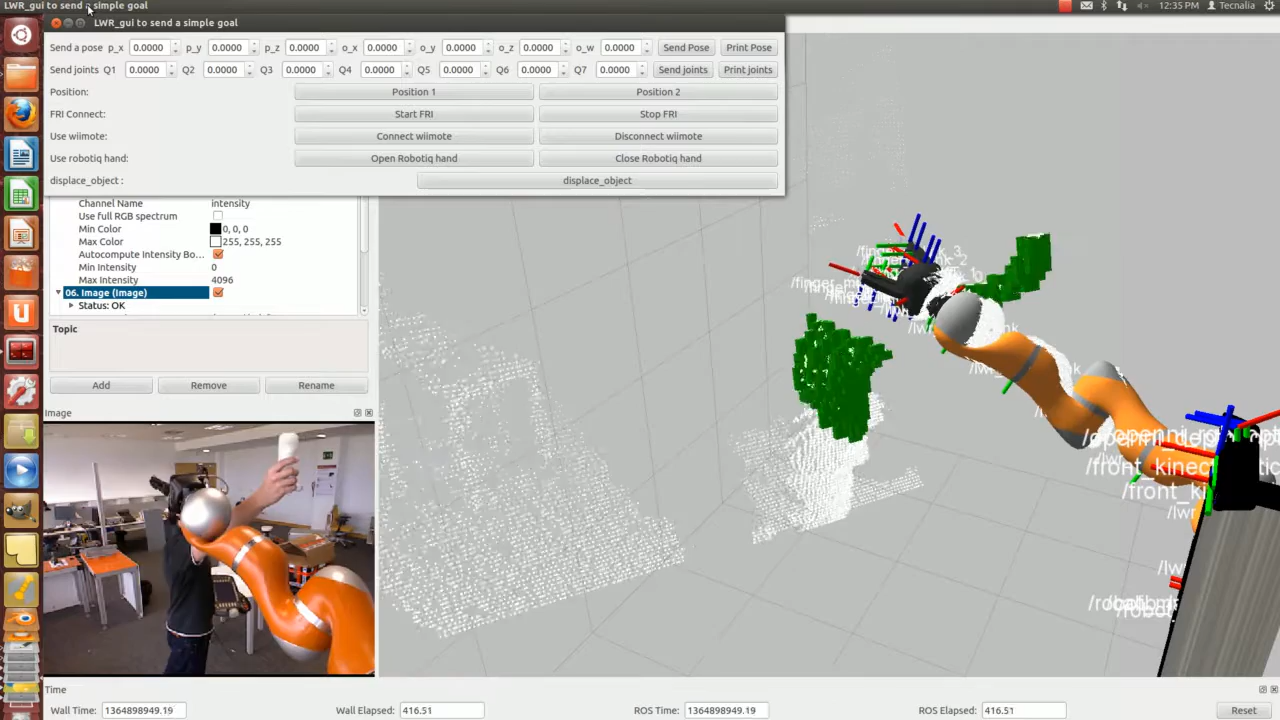 LWR_gui to send a simple goal
12:35 PM Tecnalia
LWR_gui to send a simple goal
Send a pose p_x 0.0000 p_y 0.0000 p_z 0.0000 o_x 0.0000 o_y 0.0000 o_z 0.0000 o_w 0.0000 Send Pose Print Pose
Send joints Q1 0.0000 Q2 0.0000 Q3 0.0000 Q4 0.0000 Q5 0.0000 Q6 0.0000 Q7 0.0000 Send joints Print joints
Position: Position 1 Position 2
FRI Connect: Start FRI Stop FRI
Use wiimote: Connect wiimote Disconnect wiimote
Use robotiq hand: Open Robotiq hand Close Robotiq hand
displace_object : displace_object
Channel Name intensity
Use full RGB spectrum
Min Color 0, 0, 0
Max Color 255, 255, 255
Autocompute Intensity Bo...
Min Intensity 0
Max Intensity 4096
06. Image (Image)
Status: OK
Topic
Add Remove Rename
Image
/front_kinect
Time
Wall Time: 1364898949.19 Wall Elapsed: 416.51 ROS Time: 1364898949.19 ROS Elapsed: 416.51 Reset